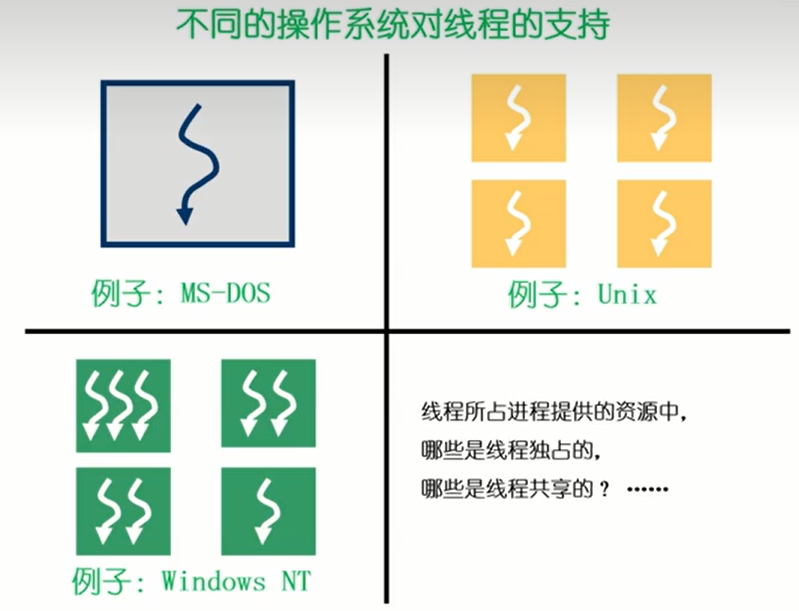 不同的操作系统对线程的支持
例子: MS-DOS
例子: Unix
例子: Windows NT
线程所占进程提供的资源中,
哪些是线程独占的,
哪些是线程共享的? ……